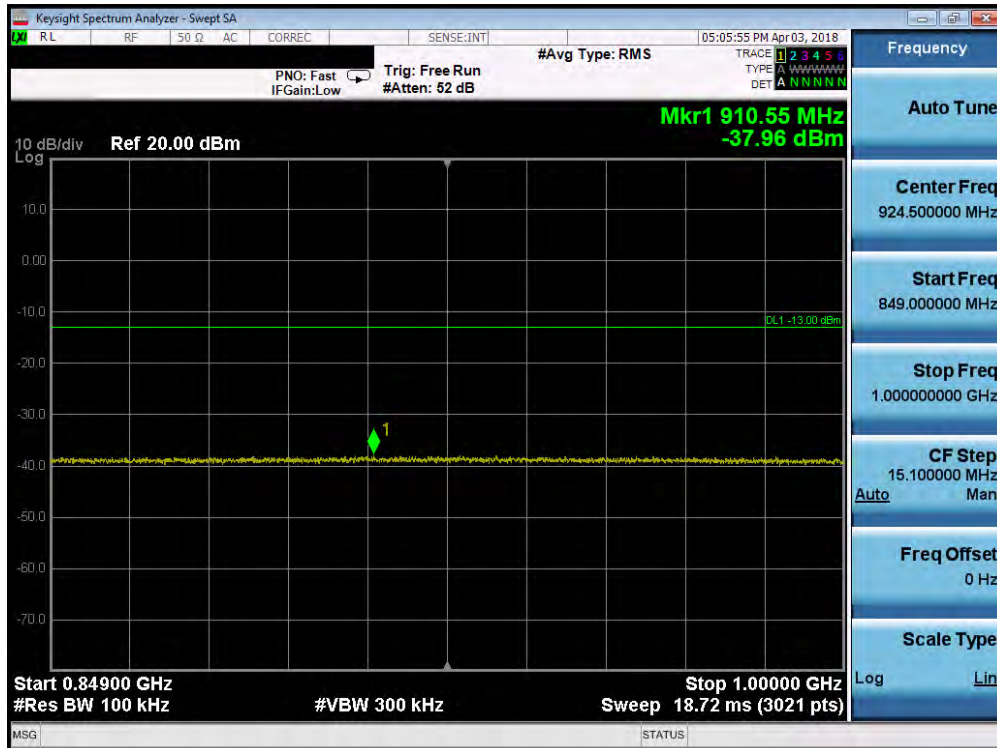 Keysight Spectrum Analyzer - Swept SA
LXI RL RF 50 Ω AC CORREC SENSE:INT 05:05:55 PM Apr 03, 2018
#Avg Type: RMS TRACE 1 2 3 4 5 6
PNO: Fast Trig: Free Run TYPE A WWWWW
IFGain:Low #Atten: 52 dB DET A N N N N N
Mkr1 910.55 MHz
-37.96 dBm
10 dB/div Ref 20.00 dBm
Log
10.0
0.00
-10.0
DL1 -13.00 dBm
-20.0
-30.0
1
-40.0
-50.0
-60.0
-70.0
Start 0.84900 GHz Stop 1.00000 GHz
#Res BW 100 kHz #VBW 300 kHz Sweep 18.72 ms (3021 pts)
MSG STATUS
Frequency
Auto Tune
Center Freq
924.500000 MHz
Start Freq
849.000000 MHz
Stop Freq
1.000000000 GHz
CF Step
15.100000 MHz
Auto Man
Freq Offset
0 Hz
Scale Type
Log Lin